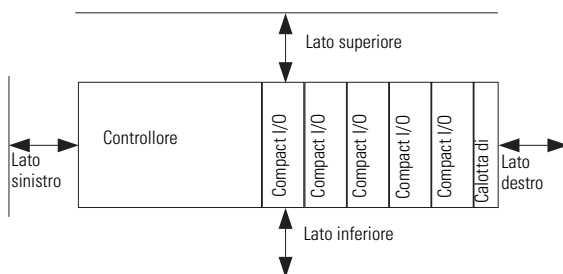 Lato superiore
Controllore
Compact I/O
Compact I/O
Compact I/O
Compact I/O
Compact I/O
Calotta di
Lato
sinistro
Lato
destro
Lato inferiore